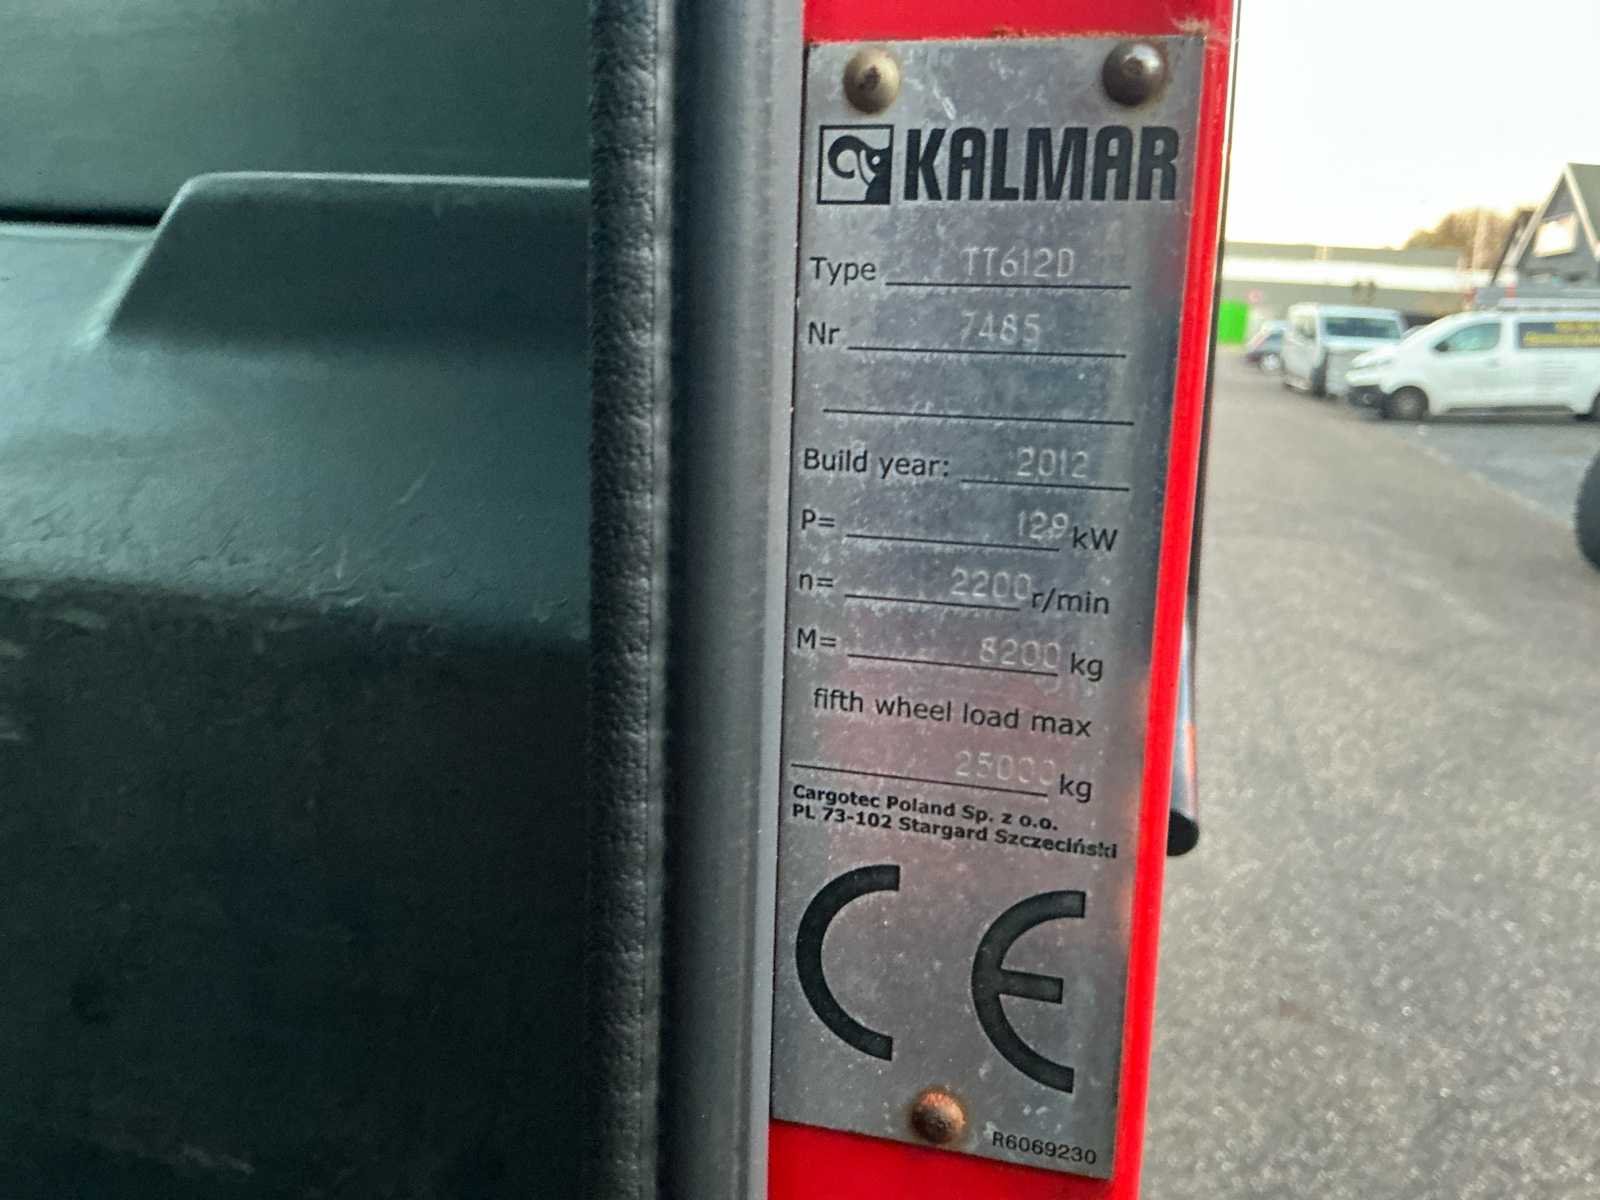 KALMAR
Type TT612D
Nr 7485
Build year: 2012
P= 129 kW
n= 2200 r/min
M= 8200 kg
fifth wheel load max
25000 kg
Cargotec Poland Sp. z o.o.
PL 73-102 Stargard Szczeciński
CE
R6069230